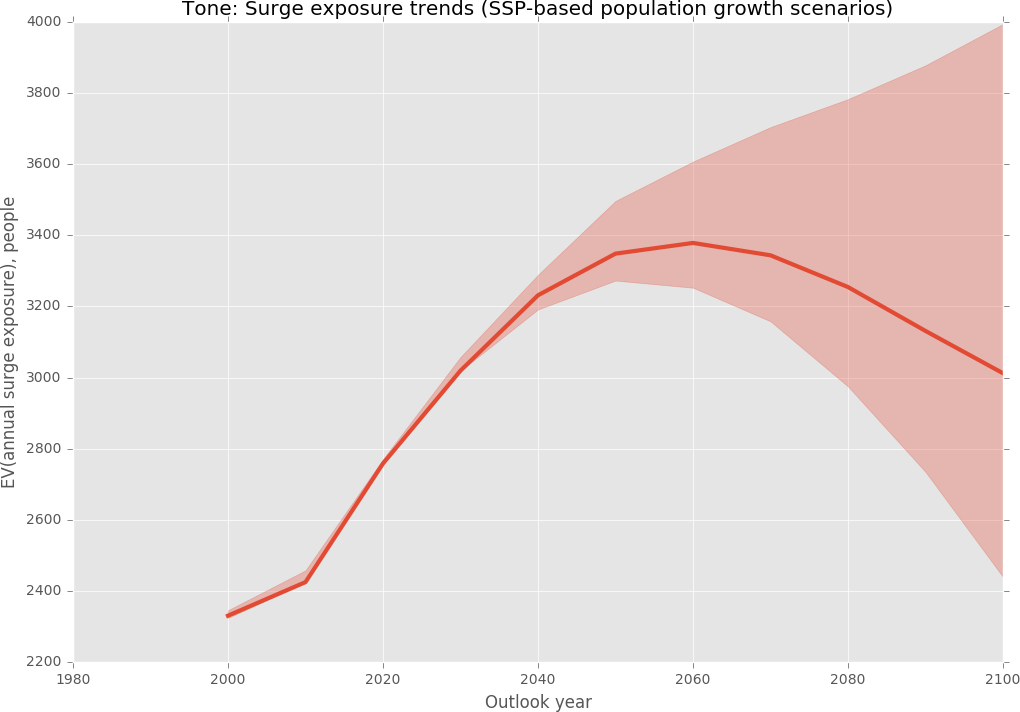 Tone: Surge exposure trends (SSP-based population growth scenarios)
EV(annual surge exposure), people
4000
3800
3600
3400
3200
3000
2800
2600
2400
2200
1980 2000 2020 2040 2060 2080 2100
Outlook year